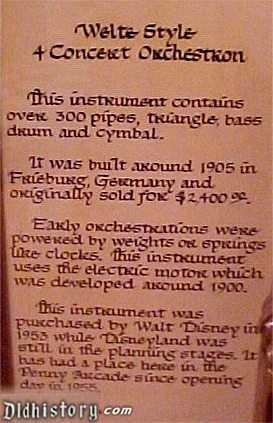 Welte Style
4 Concert Orchestron
This instrument contains
over 300 pipes, triangle, bass
drum and cymbal.
It was built around 1905 in
Frieburg, Germany and
originally sold for $2,400 00.
Early orchestrations were
powered by weights or springs
like clocks. This instrument
uses the electric motor which
was developed around 1900.
This instrument was
purchased by Walt Disney in
1953 while Disneyland was
still in the planning stages. It
has had a place here in the
Penny Arcade since opening
day in 1955.
Dldhistory.com